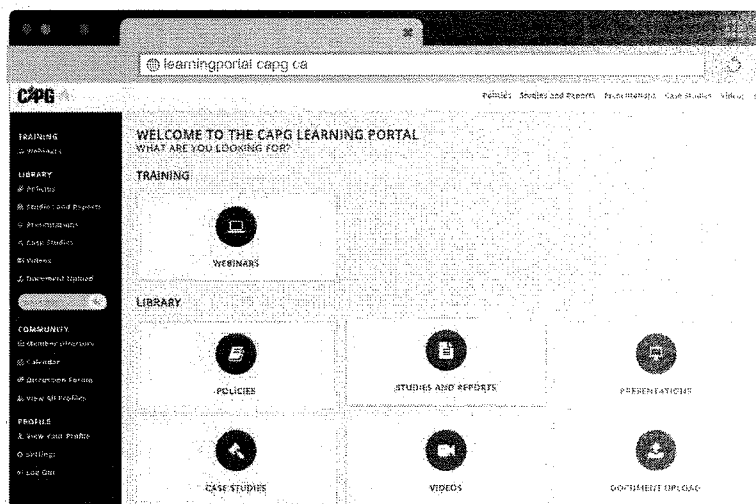 learningportal.capg.ca
CAPG
Policies Studies and Reports Presentations Case Studies Videos
TRAINING
Webinars
LIBRARY
Policies
Studies and Reports
Presentations
Case Studies
Videos
Document Upload
COMMUNITY
Member Directory
Calendar
Discussion Forum
View All Profiles
PROFILE
View Your Profile
Settings
Log Out
WELCOME TO THE CAPG LEARNING PORTAL
WHAT ARE YOU LOOKING FOR?
TRAINING
WEBINARS
LIBRARY
POLICIES
STUDIES AND REPORTS
PRESENTATIONS
CASE STUDIES
VIDEOS
DOCUMENT UPLOAD